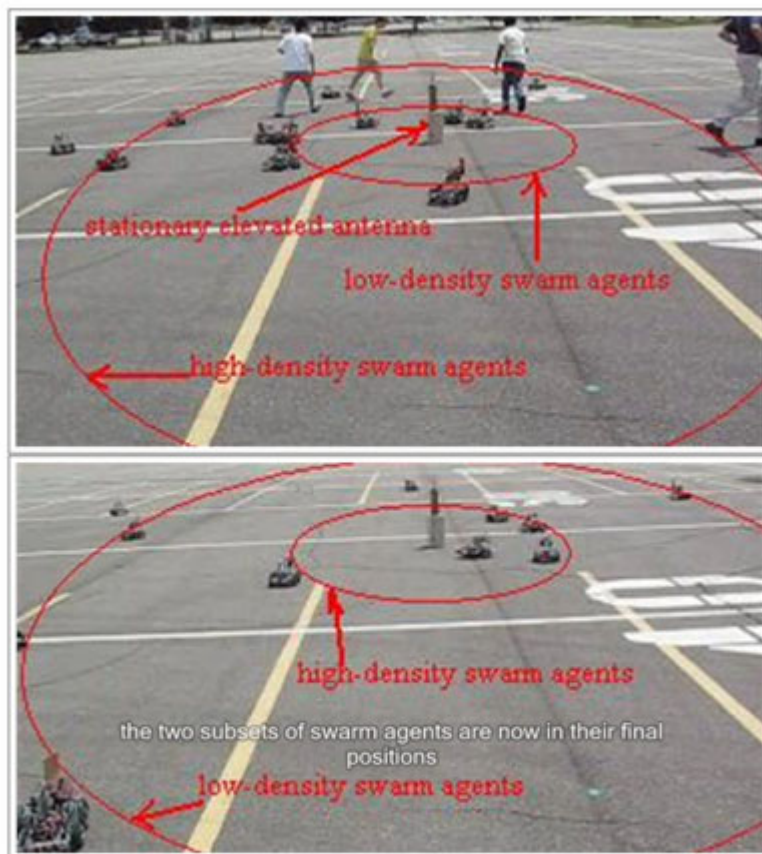 stationary elevated antenna
low-density swarm agents
high-density swarm agents
high-density swarm agents
the two subsets of swarm agents are now in their final
positions
low-density swarm agents